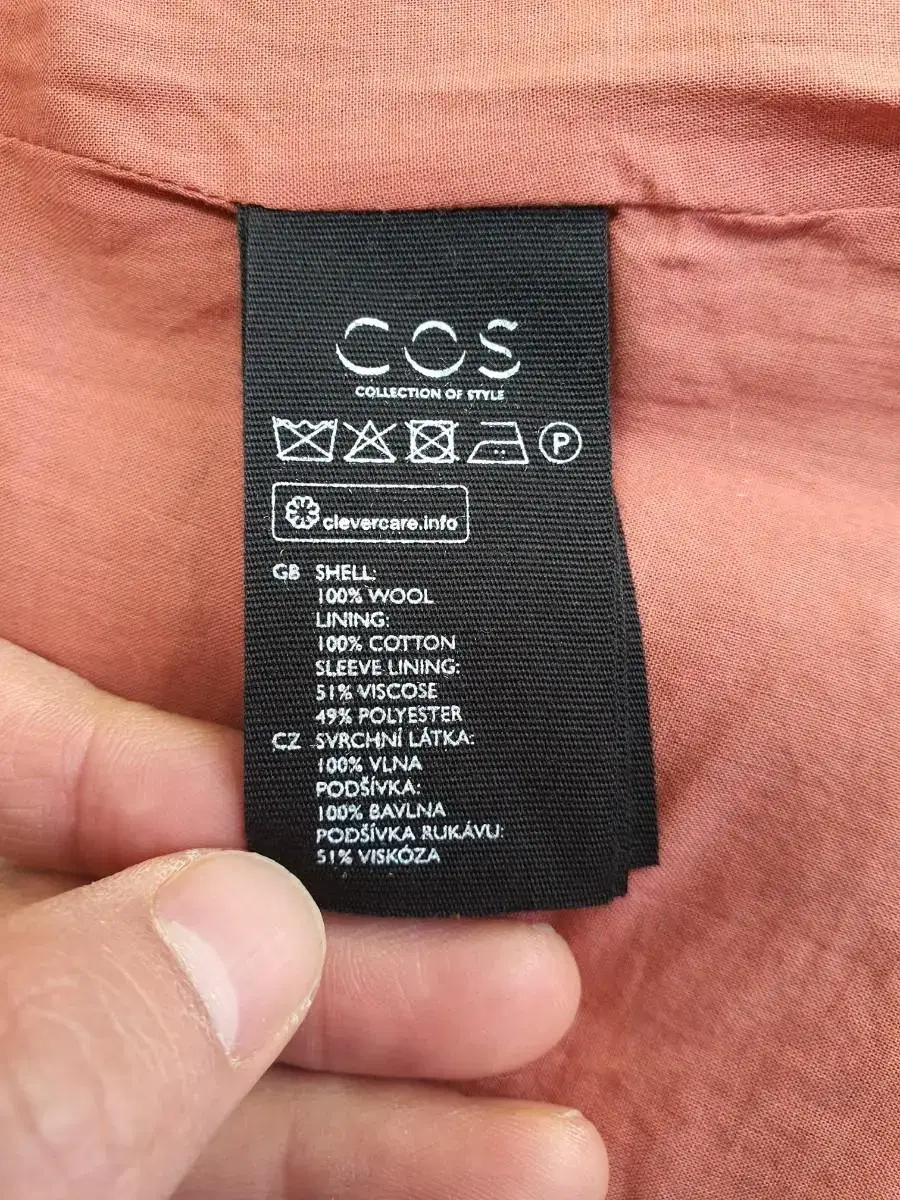 COS
COLLECTION OF STYLE
P
clevercare.info
GB SHELL:
100% WOOL
LINING:
100% COTTON
SLEEVE LINING:
51% VISCOSE
49% POLYESTER
CZ SVRCHNÍ LÁTKA:
100% VLNA
PODŠÍVKA:
100% BAVLNA
PODŠÍVKA RUKÁVU:
51% VISKÓZA